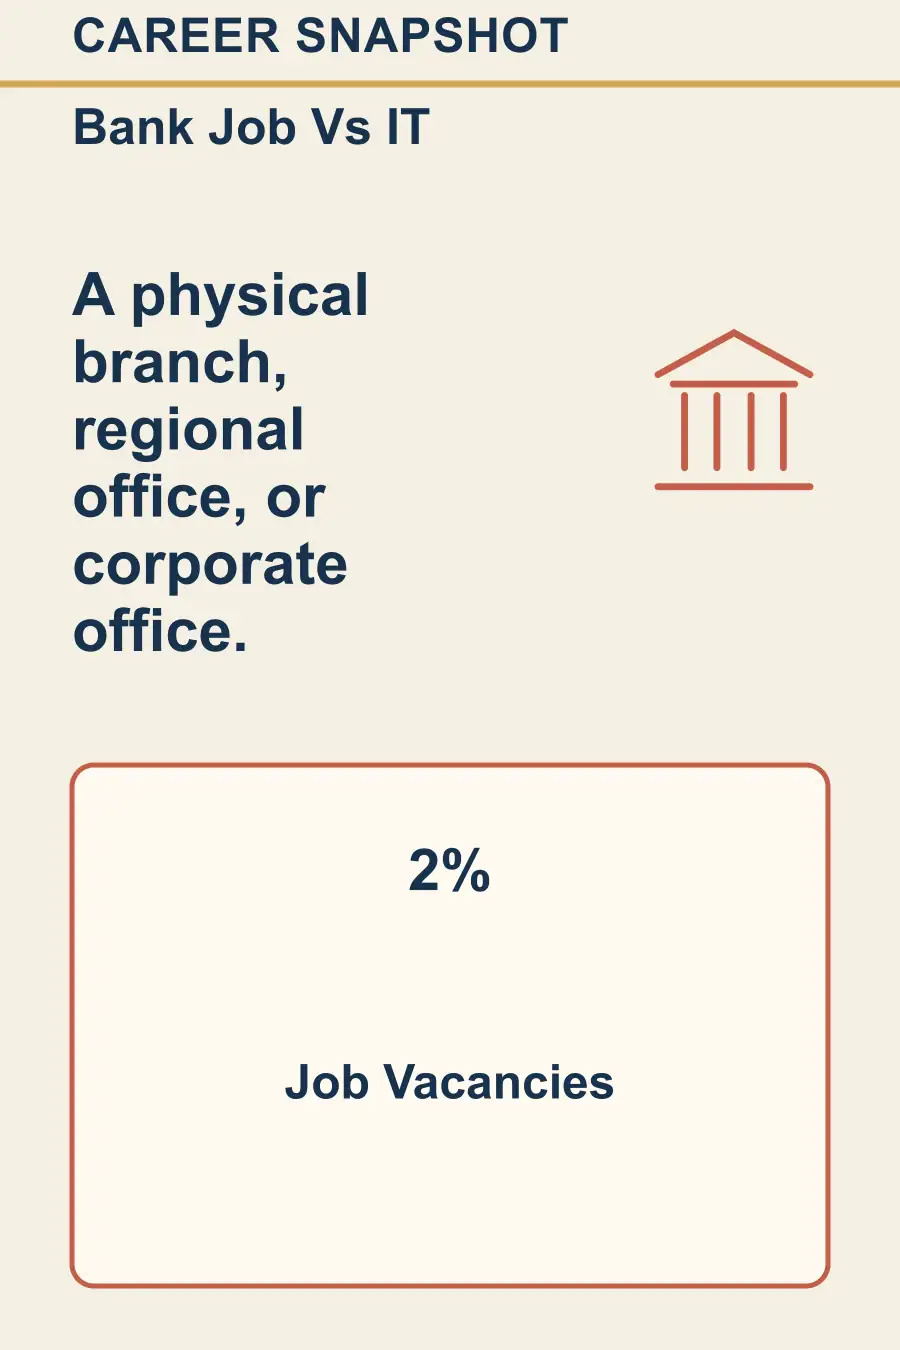 CAREER SNAPSHOT
Bank Job Vs IT
A physical
branch,
regional
office, or
corporate
office.
2%
Job Vacancies